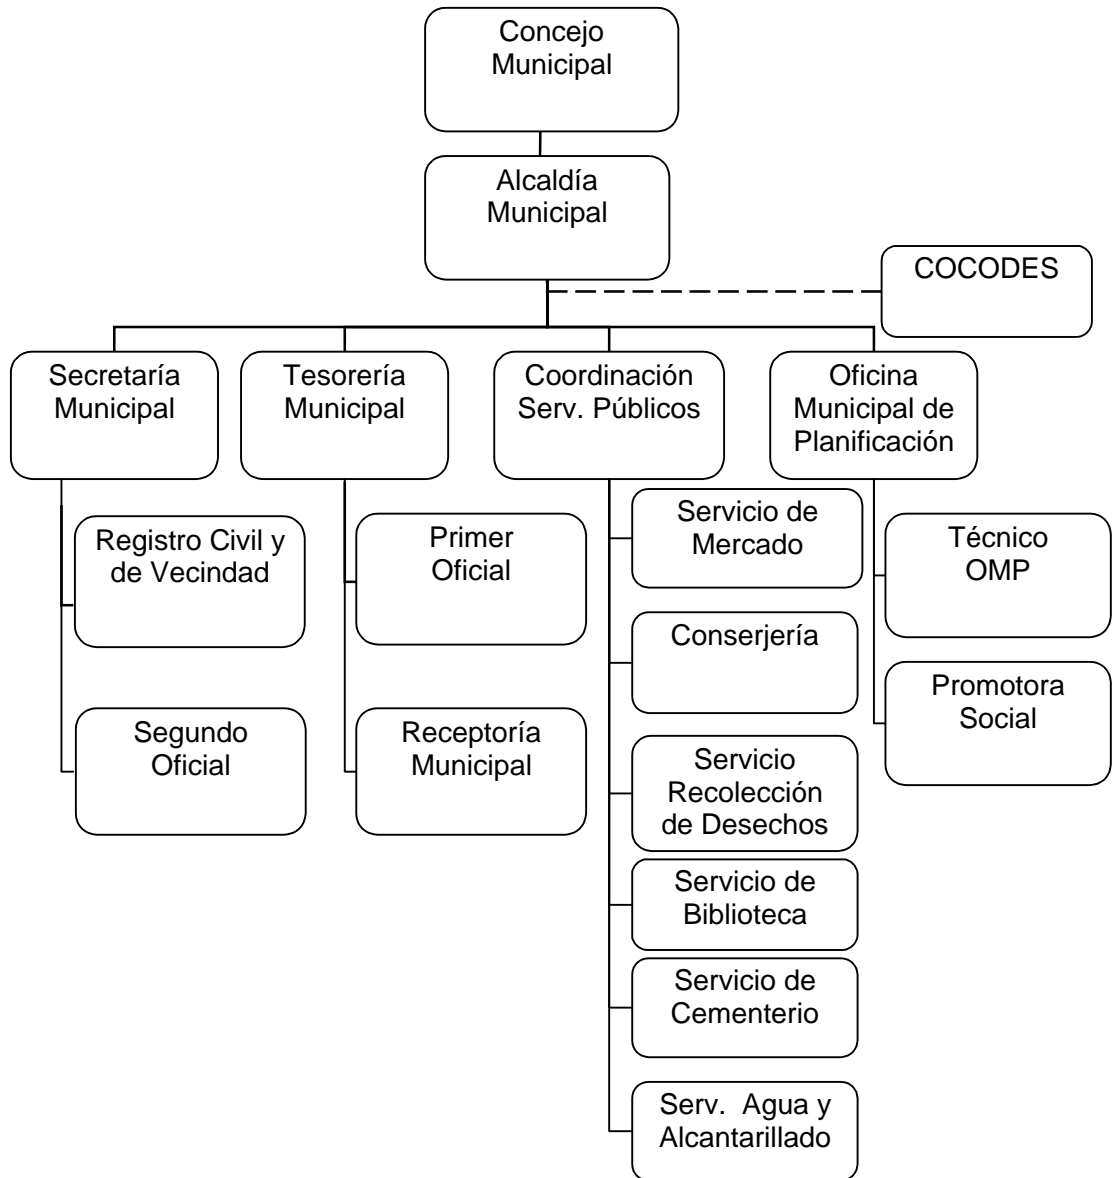 Concejo
Municipal
Alcaldía
Municipal
COCODES
Secretaría
Municipal
Tesorería
Municipal
Coordinación
Serv. Públicos
Oficina
Municipal de
Planificación
Registro Civil y
de Vecindad
Segundo
Oficial
Primer
Oficial
Receptoría
Municipal
Servicio de
Mercado
Conserjería
Servicio
Recolección
de Desechos
Servicio de
Biblioteca
Servicio de
Cementerio
Serv. Agua y
Alcantarillado
Técnico
OMP
Promotora
Social